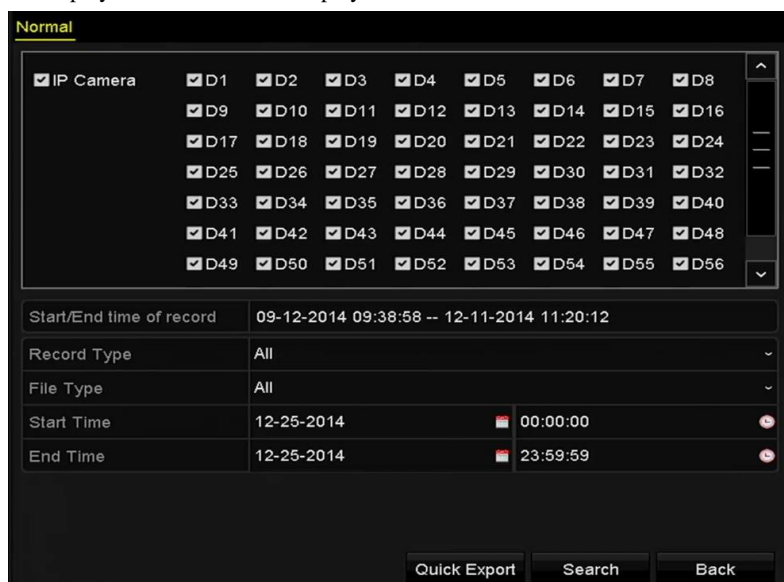 Normal
IP Camera D1 D2 D3 D4 D5 D6 D7 D8
D9 D10 D11 D12 D13 D14 D15 D16
D17 D18 D19 D20 D21 D22 D23 D24
D25 D26 D27 D28 D29 D30 D31 D32
D33 D34 D35 D36 D37 D38 D39 D40
D41 D42 D43 D44 D45 D46 D47 D48
D49 D50 D51 D52 D53 D54 D55 D56
Start/End time of record 09-12-2014 09:38:58 -- 12-11-2014 11:20:12
Record Type All
File Type All
Start Time 12-25-2014 00:00:00
End Time 12-25-2014 23:59:59
Quick Export Search Back